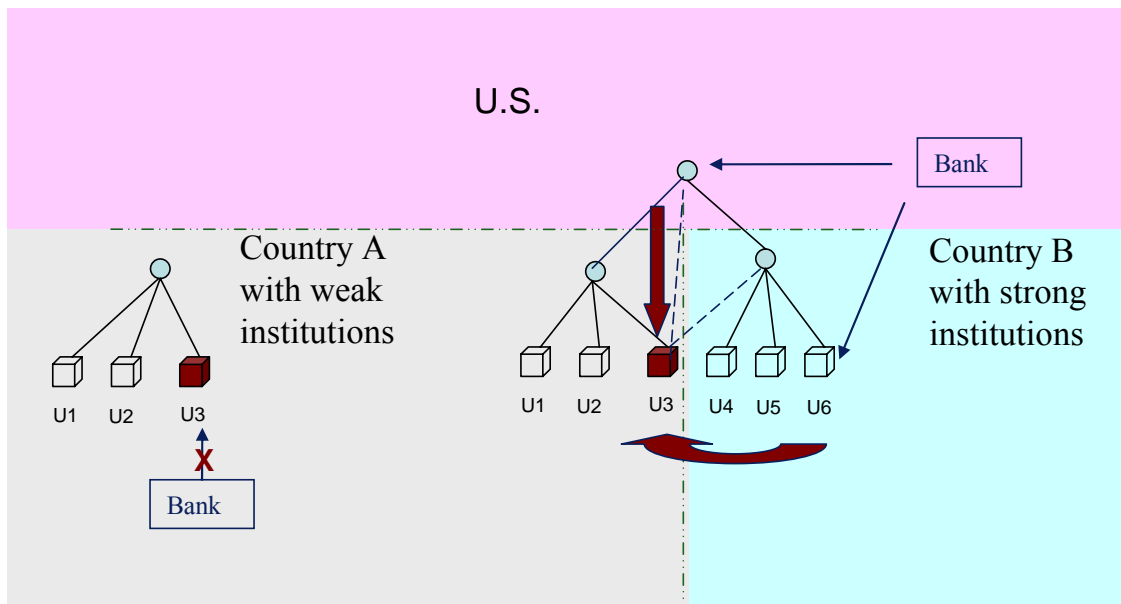 U.S.
Bank
Country A
with weak
institutions
Country B
with strong
institutions
U1
U2
U3
U1
U2
U3
U4
U5
U6
X
Bank